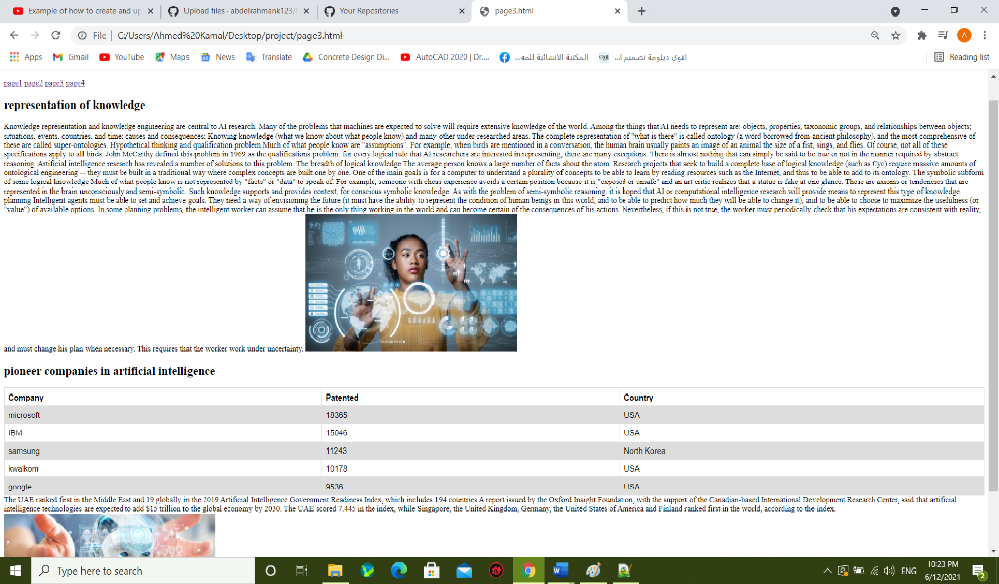 Example of how to create and up
Upload files · abdelrahmank123/
Your Repositories
page3.html
File | C:/Users/Ahmed%20Kamal/Desktop/project/page3.html
Apps Gmail YouTube Maps News Translate Concrete Design Di... AutoCAD 2020 | Dr.... المكتبة الانشائية للمه... اقوى دبلومة تصميم ا... Reading list
page1 page2 page3 page4
representation of knowledge
Knowledge representation and knowledge engineering are central to AI research. Many of the problems that machines are expected to solve will require extensive knowledge of the world. Among the things that AI needs to represent are: objects, properties, taxonomic groups, and relationships between objects;
situations, events, countries, and time; causes and consequences; Knowing knowledge (what we know about what people know) and many other under-researched areas. The complete representation of "what is there" is called ontology (a word borrowed from ancient philosophy), and the most comprehensive of
these are called super-ontologies. Hypothetical thinking and qualification problem Much of what people know are "assumptions". For example, when birds are mentioned in a conversation, the human brain usually paints an image of an animal the size of a fist, sings, and flies. Of course, not all of these
specifications apply to all birds. John McCarthy defined this problem in 1969 as the qualifications problem: for every logical rule that AI researchers are interested in representing, there are many exceptions. There is almost nothing that can simply be said to be true or not in the manner required by abstract
reasoning. Artificial intelligence research has revealed a number of solutions to this problem. The breadth of logical knowledge The average person knows a large number of facts about the atom. Research projects that seek to build a complete base of logical knowledge (such as Cyc) require massive amounts of
ontological engineering -- they must be built in a traditional way where complex concepts are built one by one. One of the main goals is for a computer to understand a plurality of concepts to be able to learn by reading resources such as the Internet, and thus to be able to add to its ontology. The symbolic subform
of some logical knowledge Much of what people know is not represented by "facts" or "data" to speak of. For example, someone with chess experience avoids a certain position because it is "exposed or unsafe" and an art critic realizes that a statue is fake at one glance. These are axioms or tendencies that are
represented in the brain unconsciously and semi-symbolic. Such knowledge supports and provides context, for conscious symbolic knowledge. As with the problem of semi-symbolic reasoning, it is hoped that AI or computational intelligence research will provide means to represent this type of knowledge.
planning Intelligent agents must be able to set and achieve goals. They need a way of envisioning the future (it must have the ability to represent the condition of human beings in this world, and to be able to predict how much they will be able to change it), and to be able to choose to maximize the usefulness (or
"value") of available options. In some planning problems, the intelligent worker can assume that he is the only thing working in the world and can become certain of the consequences of his actions. Nevertheless, if this is not true, the worker must periodically check that his expectations are consistent with reality,
and must change his plan when necessary. This requires that the worker work under uncertainty.
pioneer companies in artificial intelligence
Company Patented Country
microsoft 18365 USA
IBM 15046 USA
samsung 11243 North Korea
kwalkom 10178 USA
google 9536 USA
The UAE ranked first in the Middle East and 19 globally in the 2019 Artificial Intelligence Government Readiness Index, which includes 194 countries A report issued by the Oxford Insight Foundation, with the support of the Canadian-based International Development Research Center, said that artificial
intelligence technologies are expected to add $15 trillion to the global economy by 2030. The UAE scored 7.445 in the index, while Singapore, the United Kingdom, Germany, the United States of America and Finland ranked first in the world, according to the index.
Type here to search
ENG
10:23 PM
6/12/2021
2